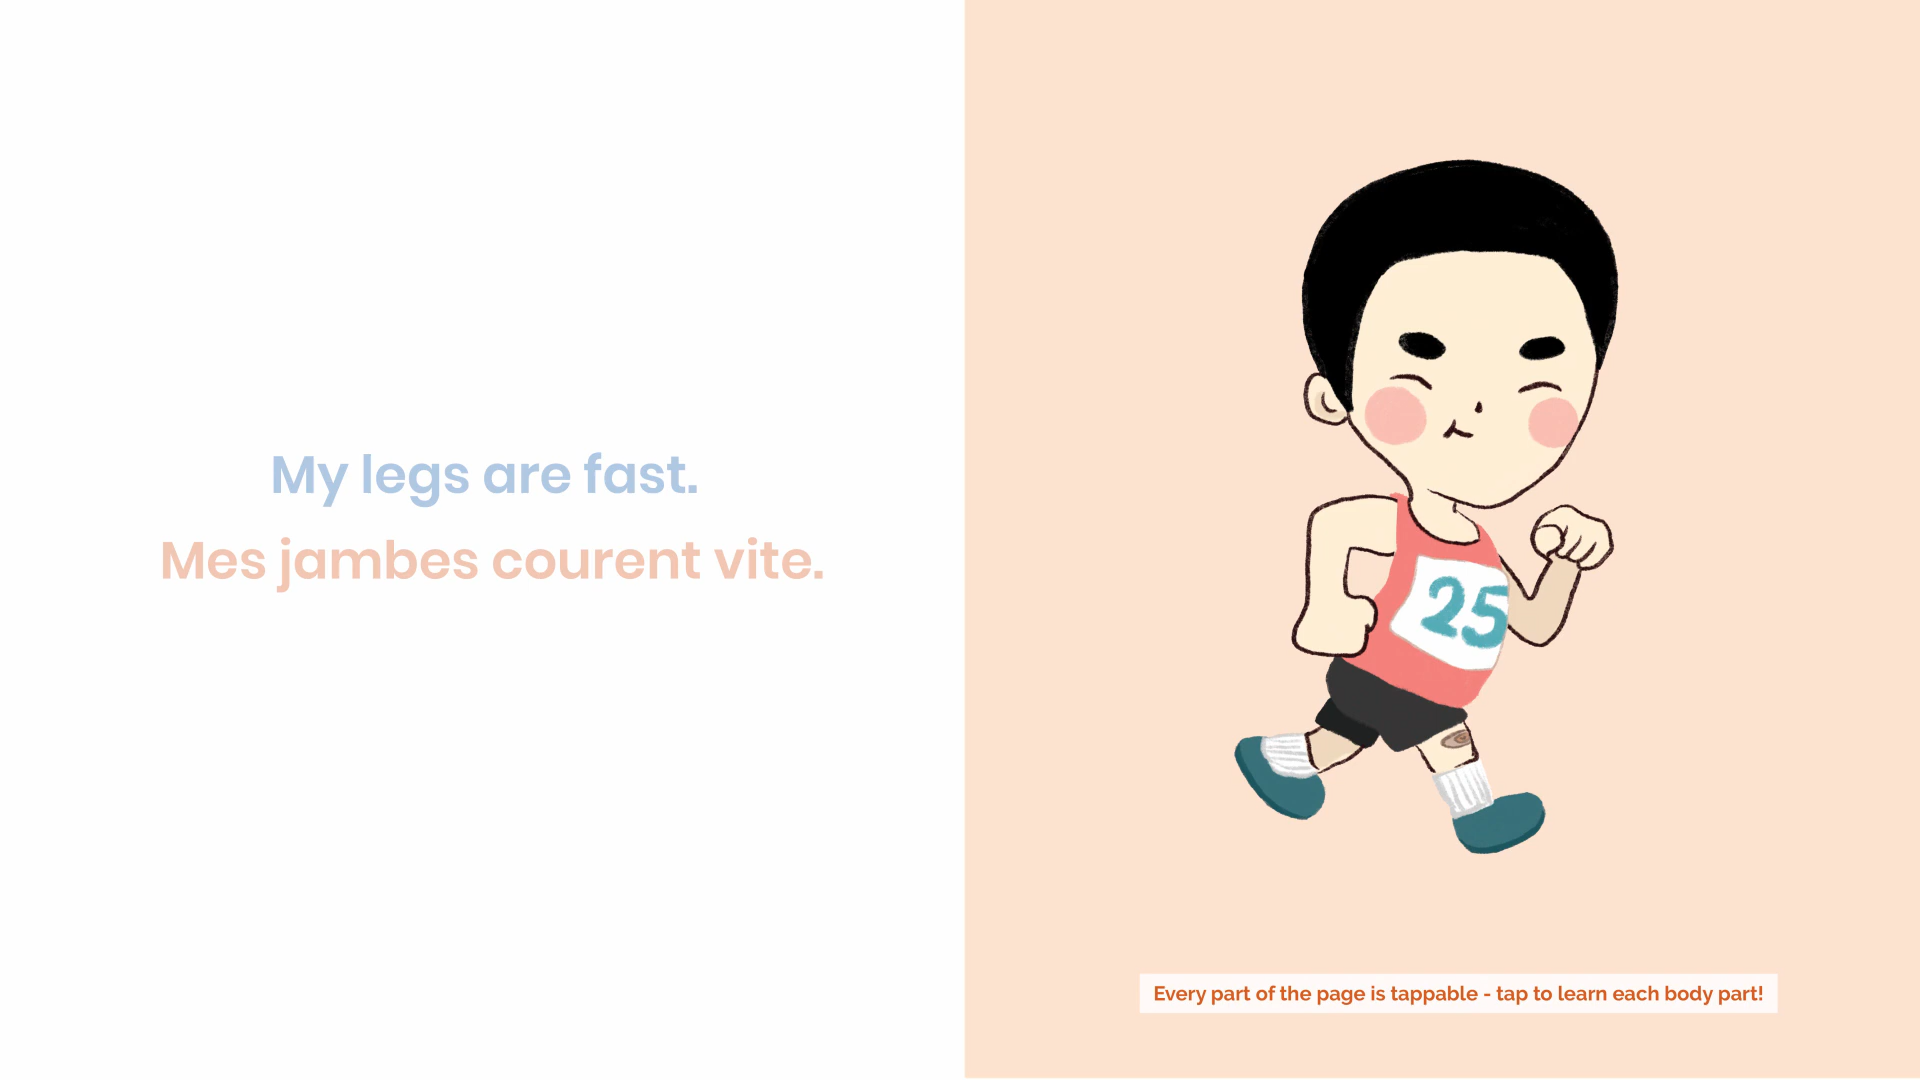 My legs are fast.
Mes jambes courent vite.
25
Every part of the page is tappable - tap to learn each body part!